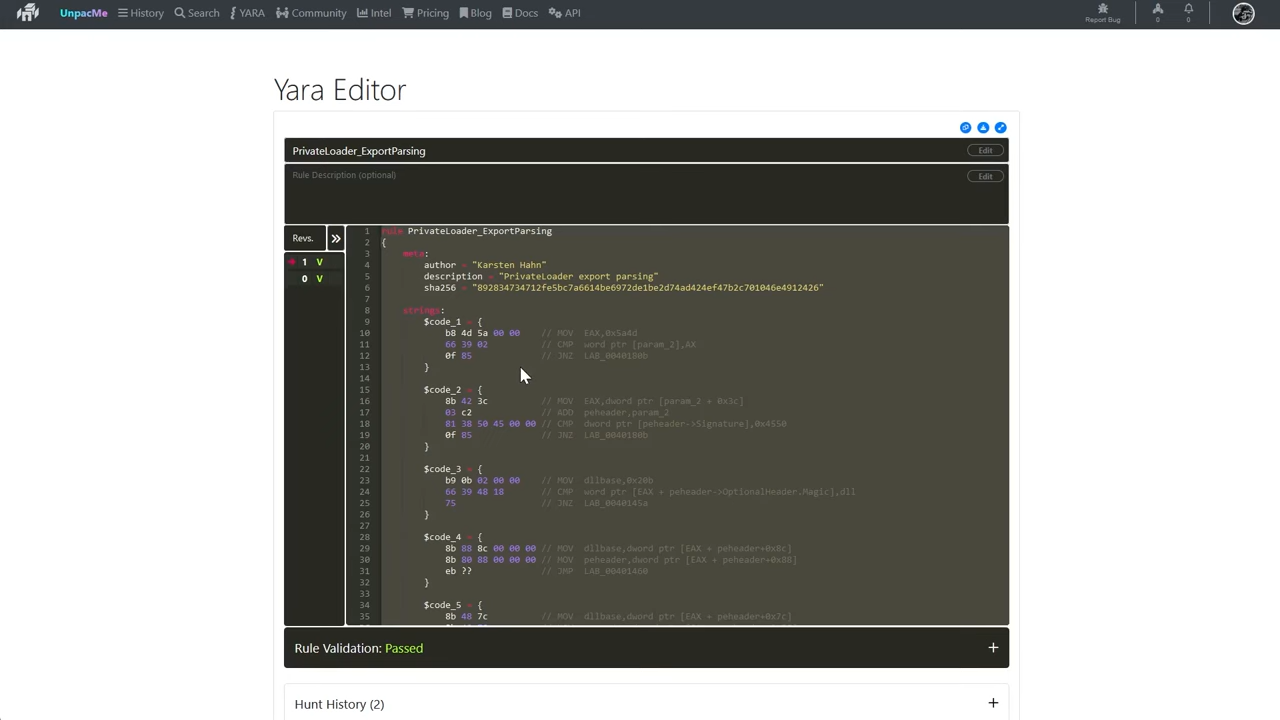 UnpacMe History Search YARA Community Intel Pricing Blog Docs API Report Bug 0 0
Yara Editor
PrivateLoader_ExportParsing Edit
Rule Description (optional) Edit
Revs.
1 V
0 V
1 rule PrivateLoader_ExportParsing
2 {
3 meta:
4 author = "Karsten Hahn"
5 description = "PrivateLoader export parsing"
6 sha256 = "892834734712fe5bc7a6614be6972de1be2d74ad424ef47b2c701046e4912426"
7
8 strings:
9 $code_1 = {
10 b8 4d 5a 00 00 // MOV EAX,0x5a4d
11 66 39 02 // CMP word ptr [param_2],AX
12 0f 85 // JNZ LAB_0040180b
13 }
14
15 $code_2 = {
16 8b 42 3c // MOV EAX,dword ptr [param_2 + 0x3c]
17 03 c2 // ADD peheader,param_2
18 81 38 50 45 00 00 // CMP dword ptr [peheader->Signature],0x4550
19 0f 85 // JNZ LAB_0040180b
20 }
21
22 $code_3 = {
23 b9 0b 02 00 00 // MOV dllbase,0x20b
24 66 39 48 18 // CMP word ptr [EAX + peheader->OptionalHeader.Magic],dll
25 75 // JNZ LAB_0040145a
26 }
27
28 $code_4 = {
29 8b 88 8c 00 00 00 // MOV dllbase,dword ptr [EAX + peheader+0x8c]
30 8b 80 88 00 00 00 // MOV peheader,dword ptr [EAX + peheader+0x88]
31 eb ?? // JMP LAB_00401460
32 }
33
34 $code_5 = {
35 8b 48 7c // MOV dllbase,dword ptr [EAX + peheader+0x7c]
Rule Validation: Passed +
Hunt History (2) +